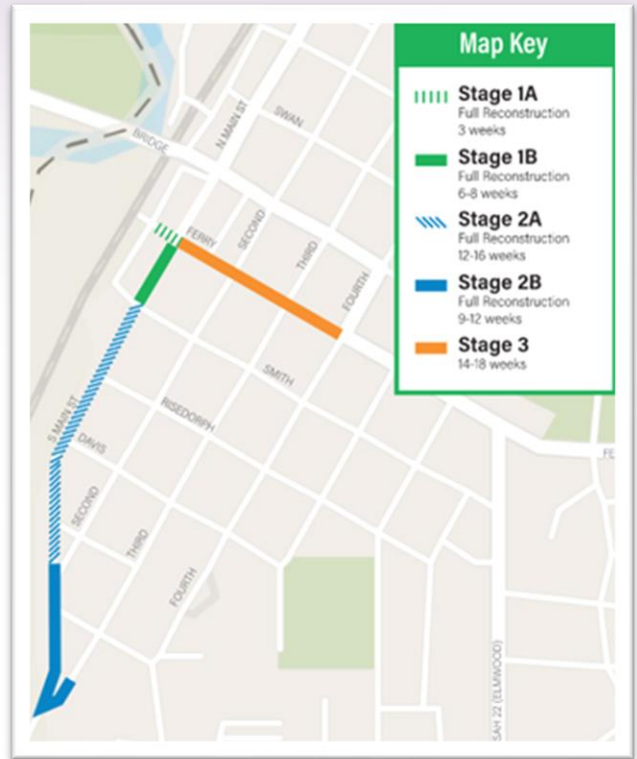 Map Key
Stage 1A
Full Reconstruction
3 weeks
Stage 1B
Full Reconstruction
6-8 weeks
Stage 2A
Full Reconstruction
12-16 weeks
Stage 2B
Full Reconstruction
9-12 weeks
Stage 3
14-18 weeks
N MAIN ST
SWAN
BRIDGE
FERRY
SECOND
THIRD
FOURTH
SMITH
RISEDORPH
S MAIN ST
DAVIS
SECOND
THIRD
FOURTH
FE
SAH 22 (ELMWOOD)